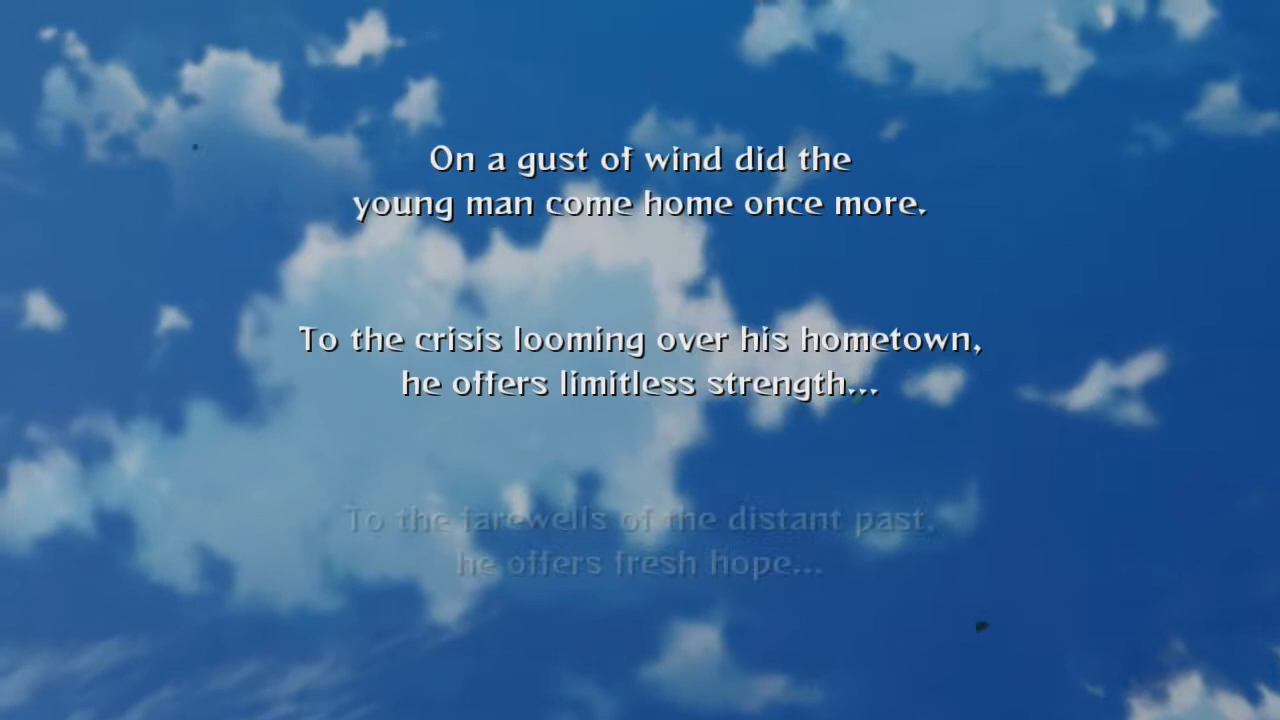 On a gust of wind did the
young man come home once more.
To the crisis looming over his hometown,
he offers limitless strength...
To the farewells of the distant past,
he offers fresh hope...